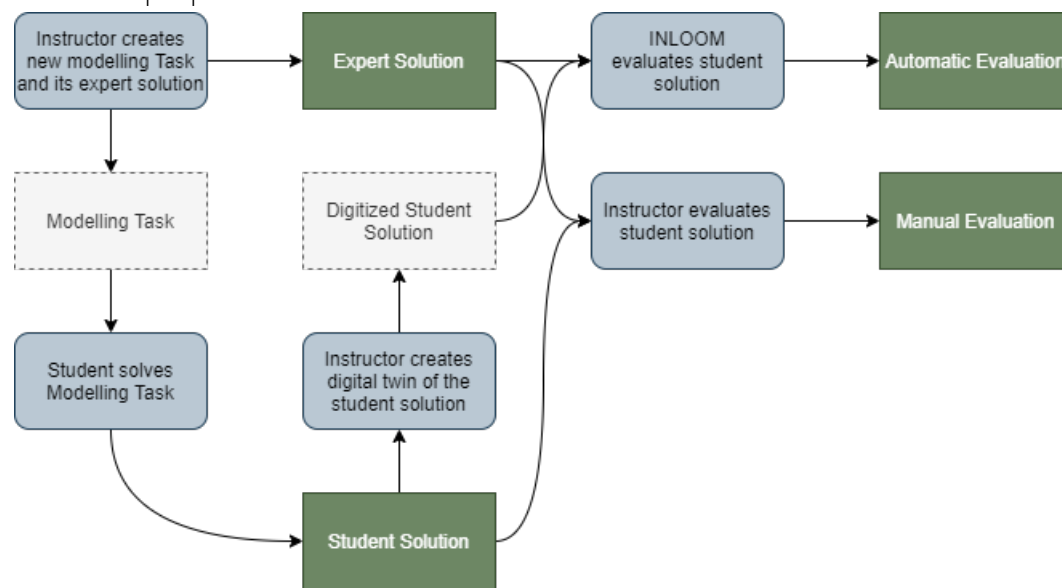 Instructor creates
new modelling Task
and its expert solution
Expert Solution
INLOOM
evaluates student
solution
Automatic Evaluation
Modelling Task
Digitized Student
Solution
Instructor evaluates
student solution
Manual Evaluation
Student solves
Modelling Task
Instructor creates
digital twin of the
student solution
Student Solution